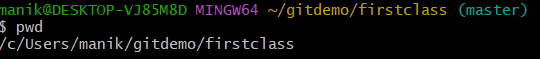 manik@DESKTOP-VJ85M8D MINGW64 ~/gitdemo/firstclass (master)
$ pwd
/c/Users/manik/gitdemo/firstclass